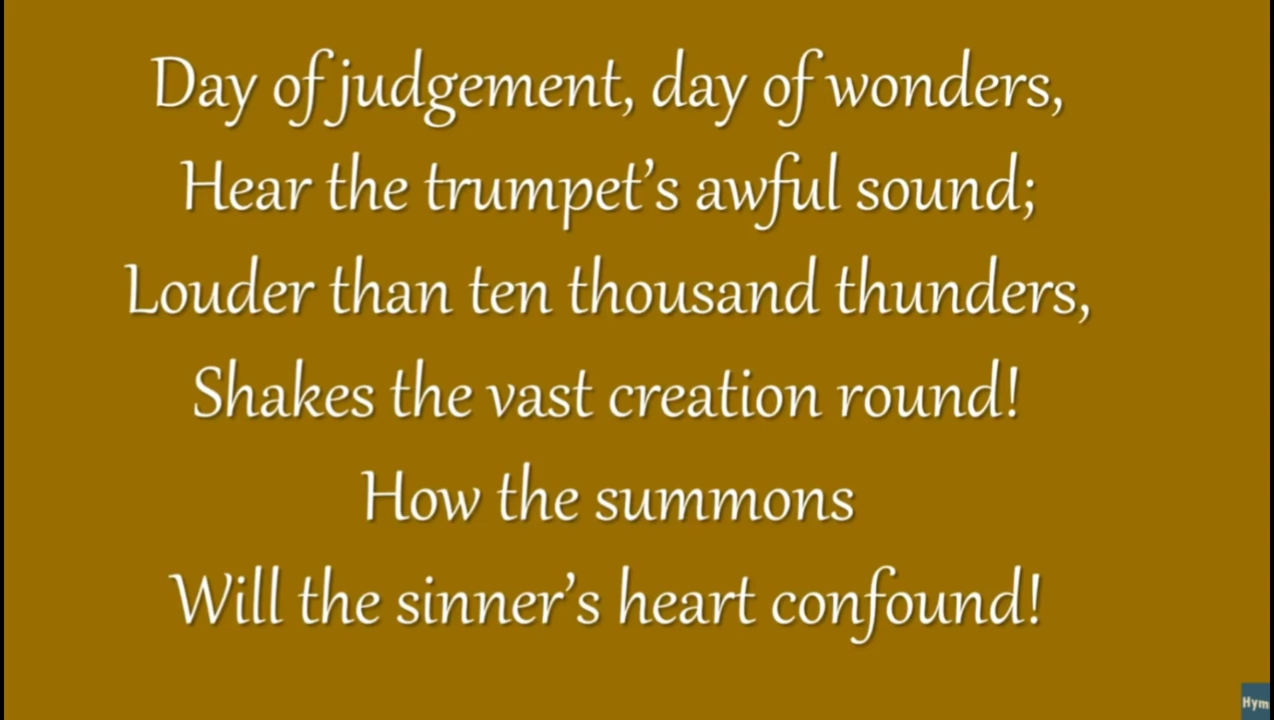 Day of judgement, day of wonders,
Hear the trumpet’s awful sound;
Louder than ten thousand thunders,
Shakes the vast creation round!
How the summons
Will the sinner’s heart confound!
Hym